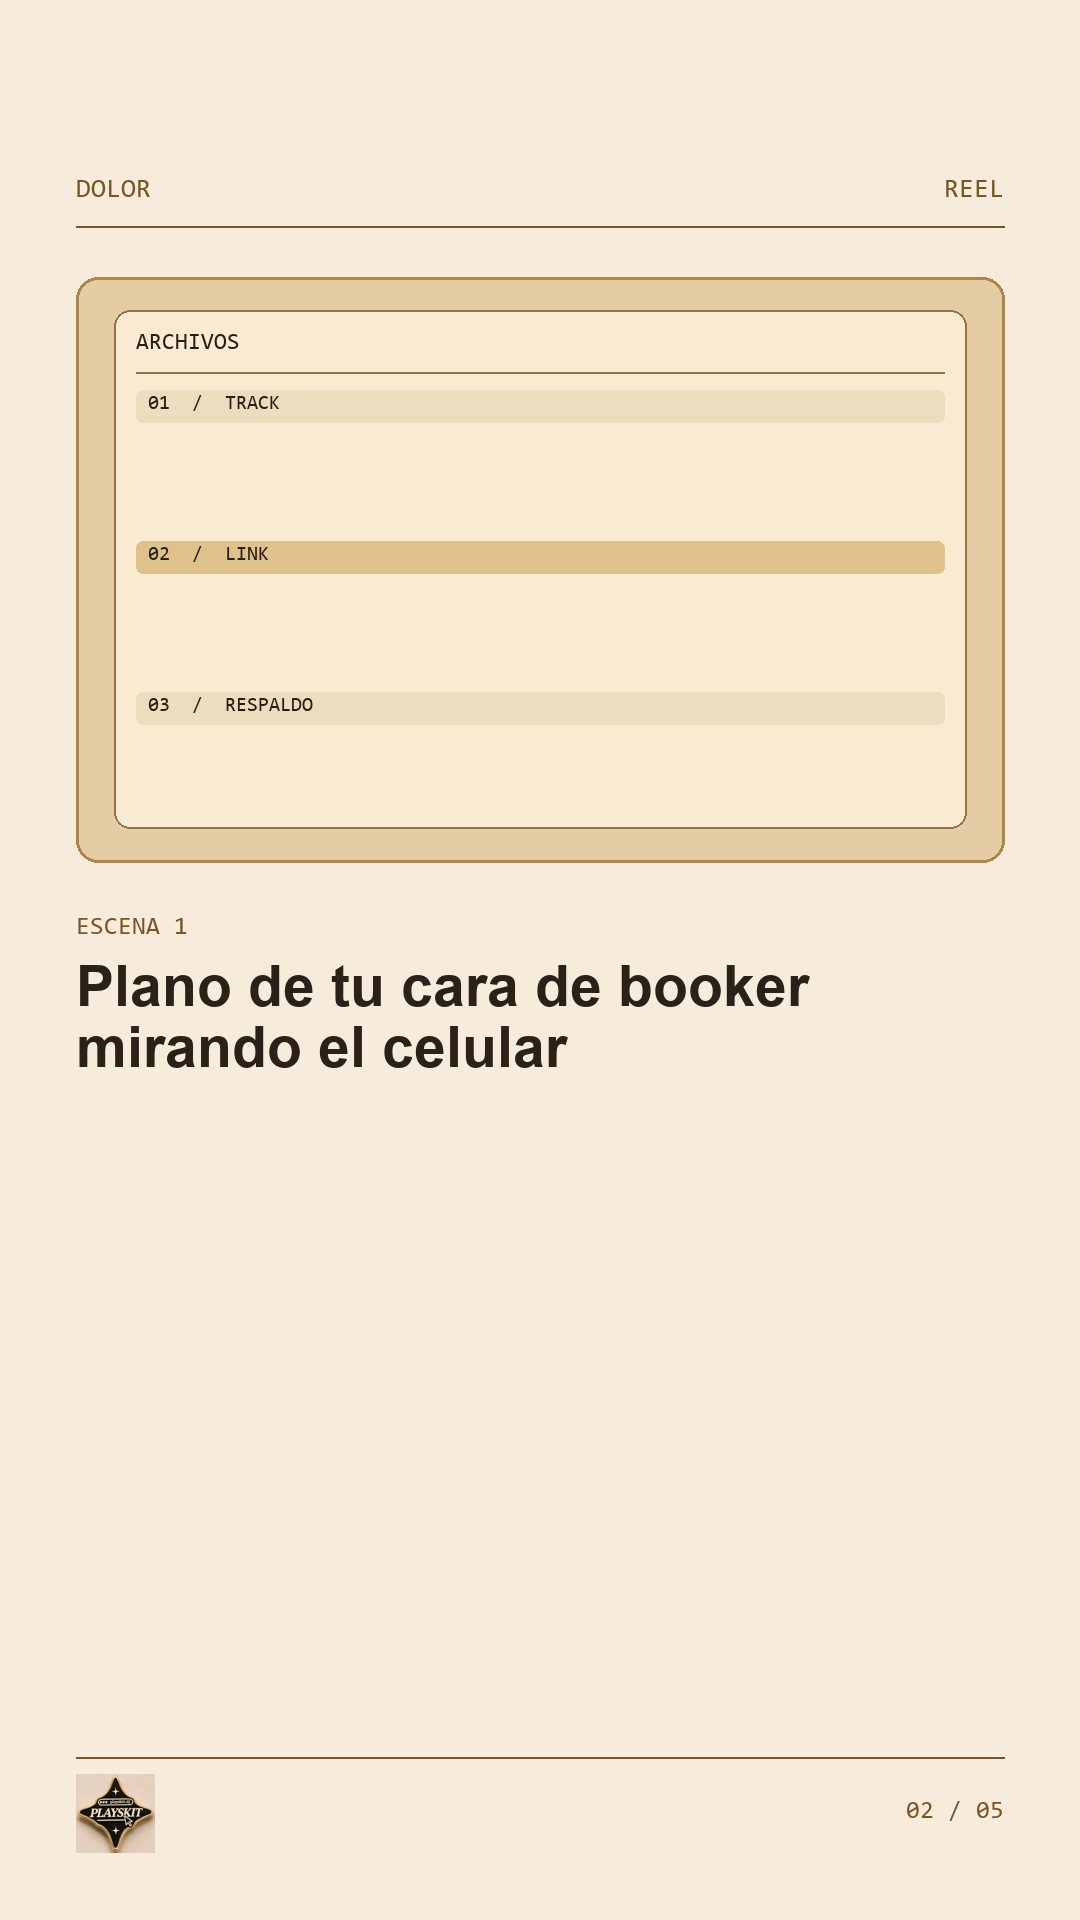 DOLOR
REEL
ARCHIVOS
01 / TRACK
02 / LINK
03 / RESPALDO
ESCENA 1
Plano de tu cara de booker
mirando el celular
PLAYSKIT
02 / 05